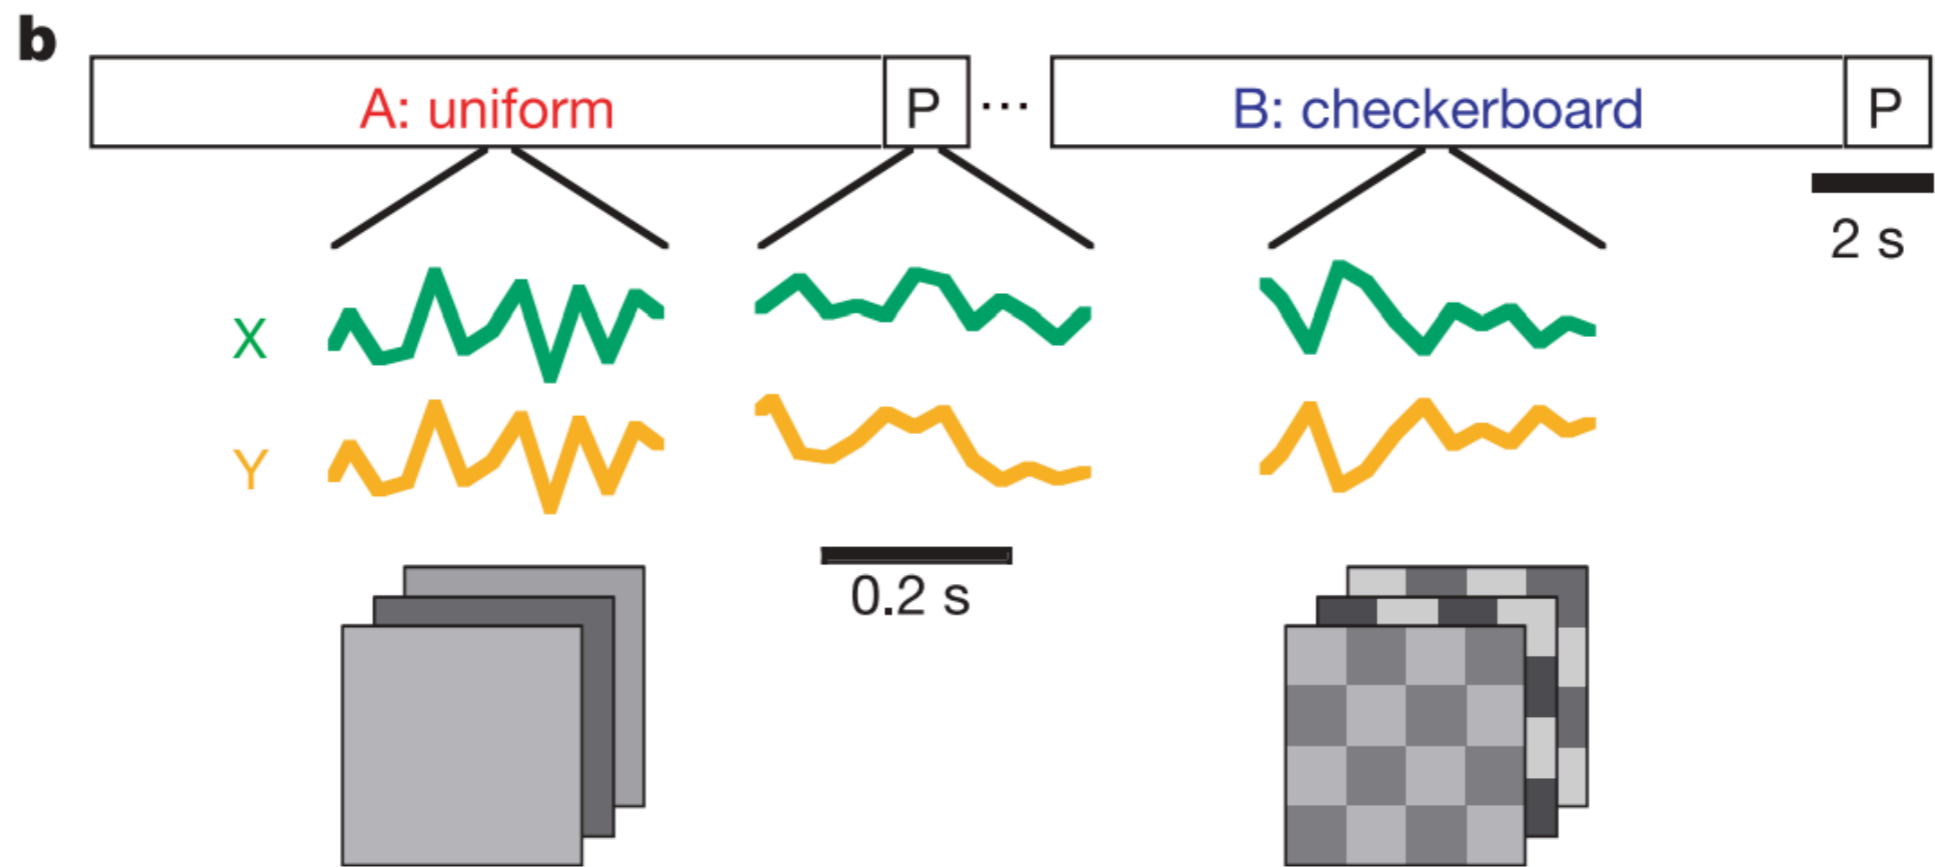 b
A: uniform P ... B: checkerboard P
2 s
X
Y
0.2 s